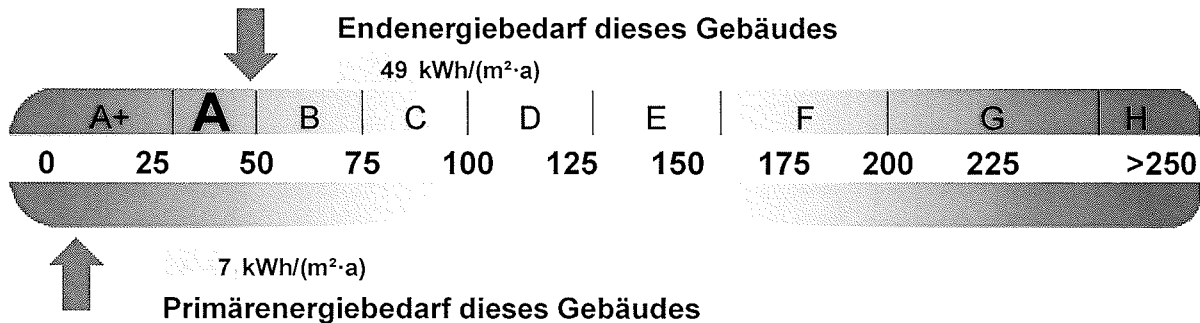 Endenergiebedarf dieses Gebäudes
49 kWh/(m²·a)
A+ A B C D E F G H
0 25 50 75 100 125 150 175 200 225 >250
7 kWh/(m²·a)
Primärenergiebedarf dieses Gebäudes